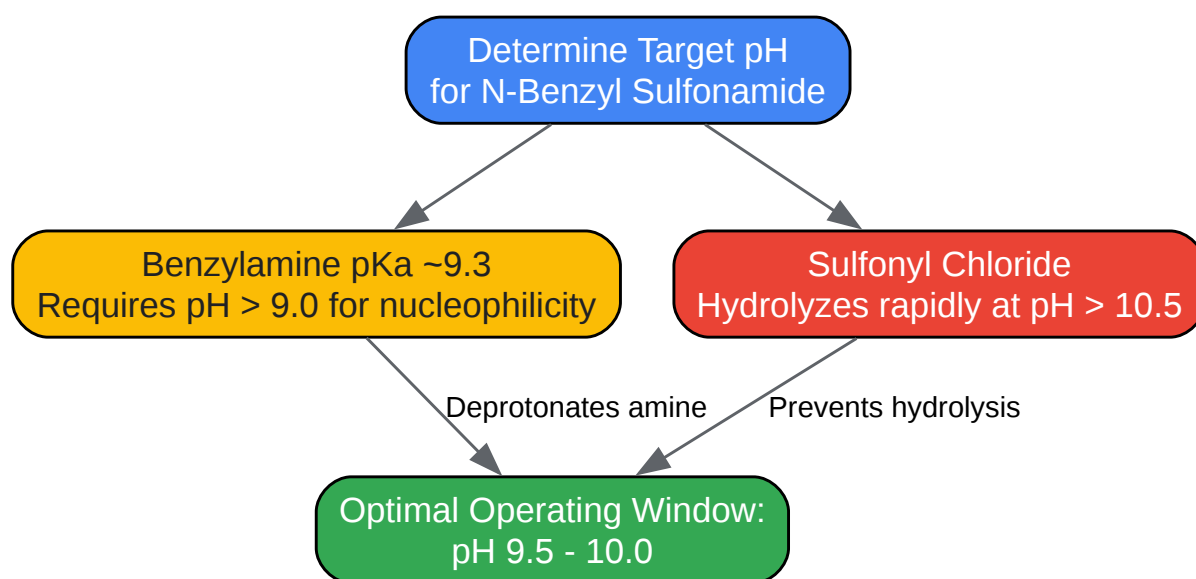 Determine Target pH
for N-Benzyl Sulfonamide
Benzylamine pKa ~9.3
Requires pH > 9.0 for nucleophilicity
Sulfonyl Chloride
Hydrolyzes rapidly at pH > 10.5
Deprotonates amine
Prevents hydrolysis
Optimal Operating Window:
pH 9.5 - 10.0